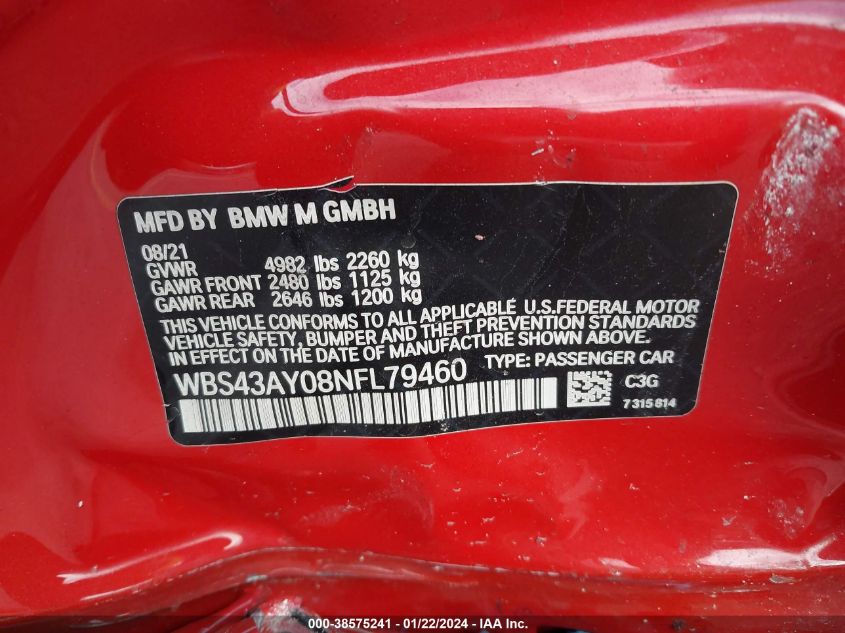 MFD BY BMW M GMBH
08/21
GVWR 4982 lbs 2260 kg
GAWR FRONT 2480 lbs 1125 kg
GAWR REAR 2646 lbs 1200 kg
THIS VEHICLE CONFORMS TO ALL APPLICABLE U.S.FEDERAL MOTOR
VEHICLE SAFETY, BUMPER AND THEFT PREVENTION STANDARDS
IN EFFECT ON THE DATE OF MANUFACTURE SHOWN ABOVE.
WBS43AY08NFL79460 TYPE: PASSENGER CAR
C3G
7315814
000-38575241 - 01/22/2024 - IAA Inc.